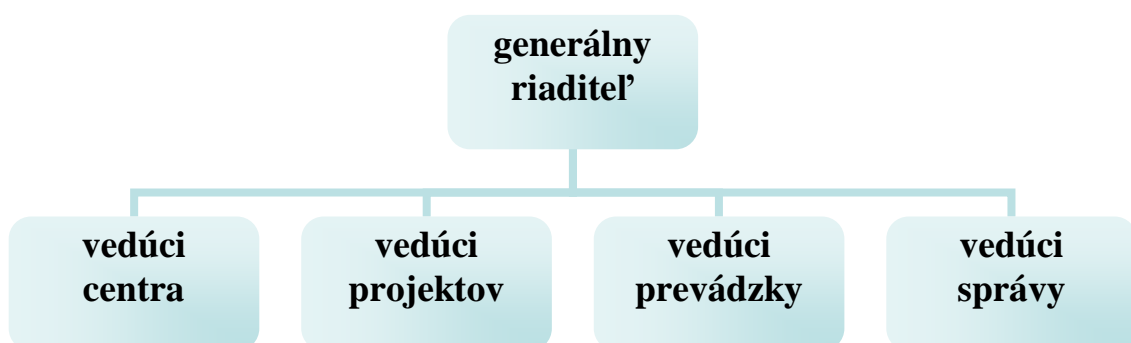 generálny
riaditeľ
vedúci
centra
vedúci
projektov
vedúci
prevádzky
vedúci
správy